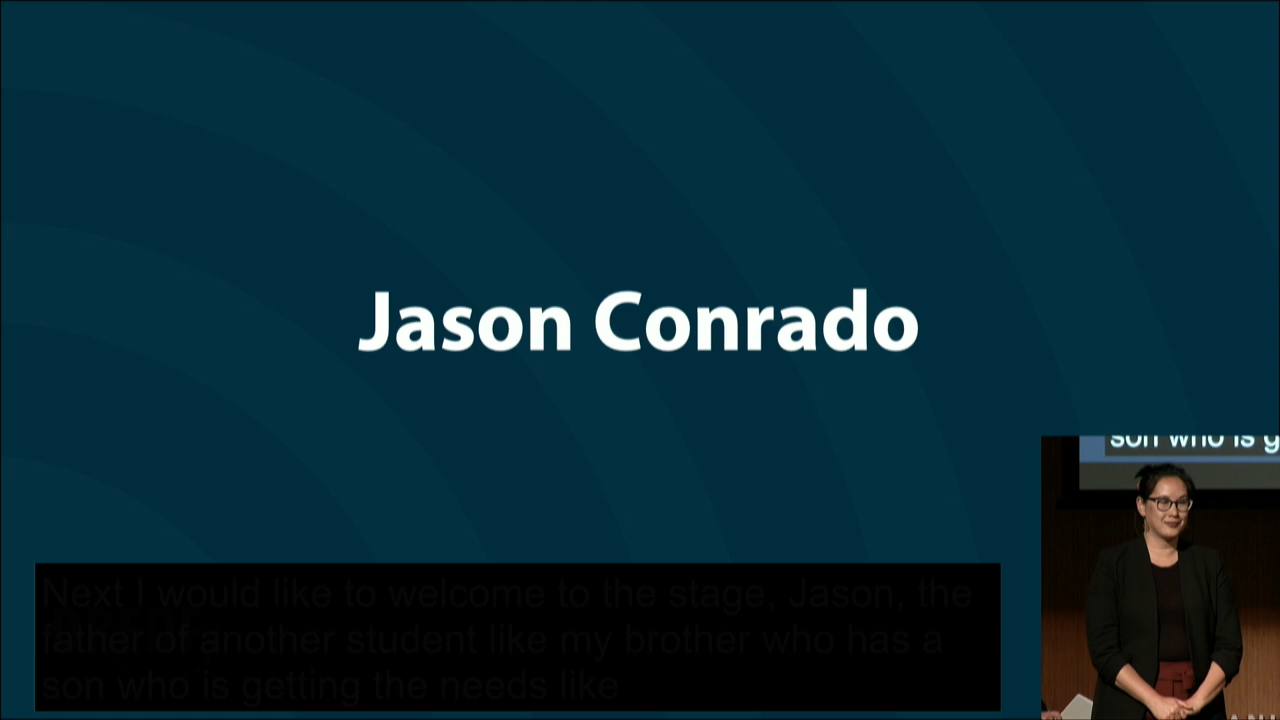 Jason Conrado
son who is g
Next I would like to welcome to the stage, Jason, the
father of another student like my brother who has a
son who is getting the needs like